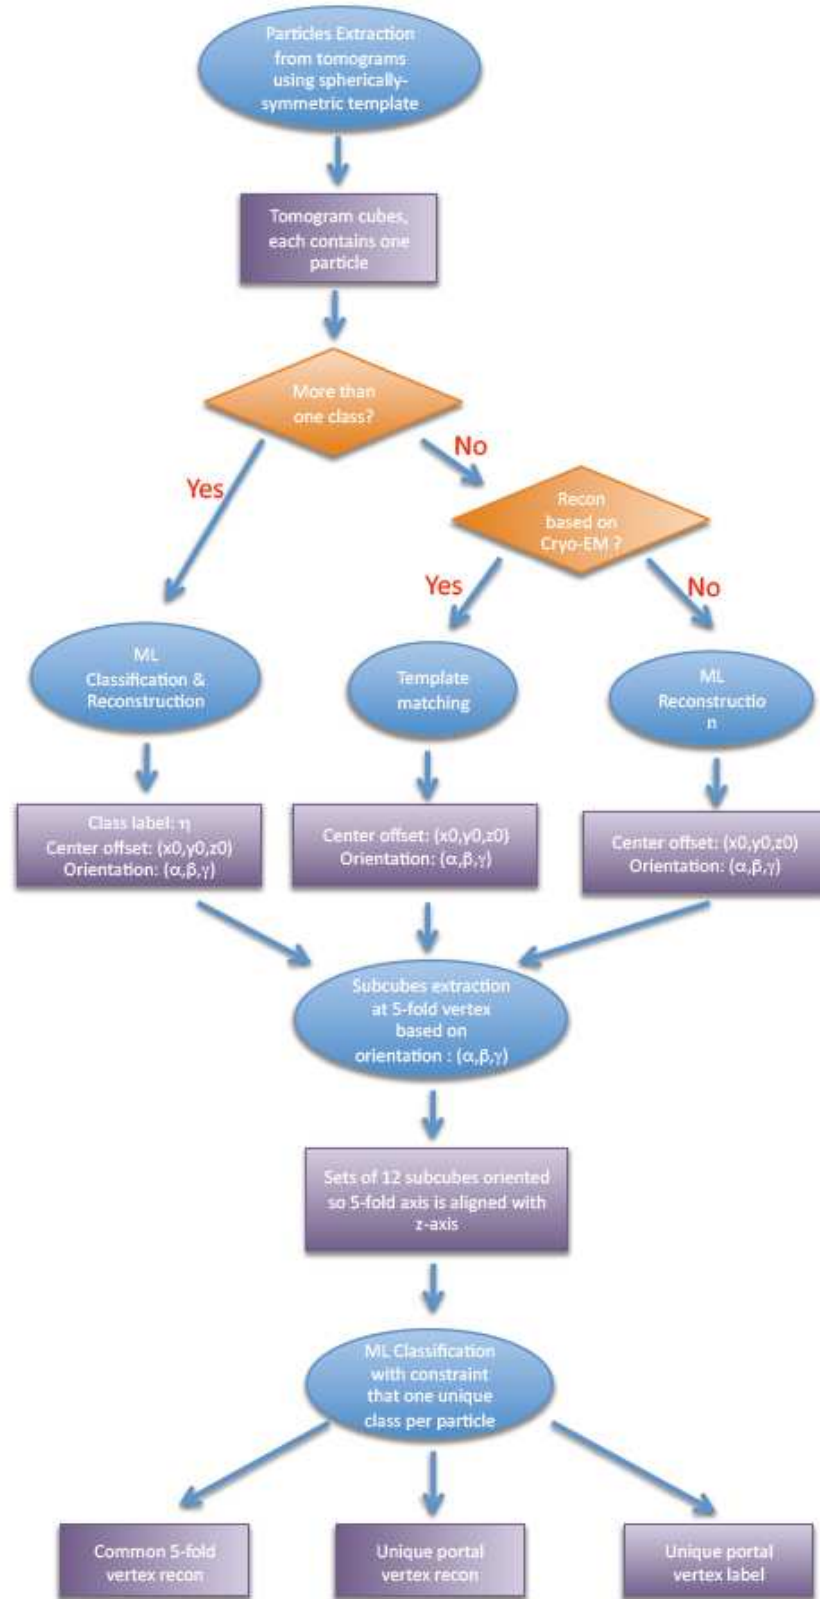 Particles Extraction
from tomograms
using spherically-
symmetric template
Tomogram cubes,
each contains one
particle
More than
one class?
No
Yes
Recon
based on
Cryo-EM ?
Yes
No
ML
Classification &
Reconstruction
Template
matching
ML
Reconstructio
n
Class label: η
Center offset: (x0,y0,z0)
Orientation: (α,β,γ)
Center offset: (x0,y0,z0)
Orientation: (α,β,γ)
Center offset: (x0,y0,z0)
Orientation: (α,β,γ)
Subcubes extraction
at 5-fold vertex
based on
orientation : (α,β,γ)
Sets of 12 subcubes oriented
so 5-fold axis is aligned with
z-axis
ML Classification
with constraint
that one unique
class per particle
Common 5-fold
vertex recon
Unique portal
vertex recon
Unique portal
vertex label